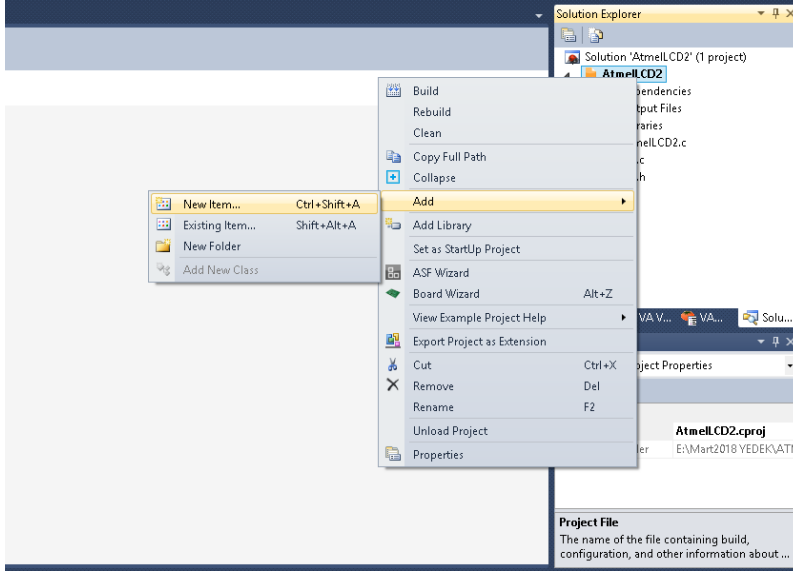 Solution Explorer
Solution 'AtmelLCD2' (1 project)
AtmelLCD2
Build
Rebuild
Clean
Copy Full Path
Collapse
Add
New Item... Ctrl+Shift+A
Existing Item... Shift+Alt+A
New Folder
Add New Class
Add Library
Set as StartUp Project
ASF Wizard
Board Wizard Alt+Z
View Example Project Help
Export Project as Extension
Cut Ctrl+X
Remove Del
Rename F2
Unload Project
Properties
endencies
tput Files
raries
nelLCD2.c
.c
.h
VA V... VA... Solu...
oject Properties
AtmelLCD2.cproj
er E:\Mart2018 YEDEK\ATI
Project File
The name of the file containing build,
configuration, and other information about ...